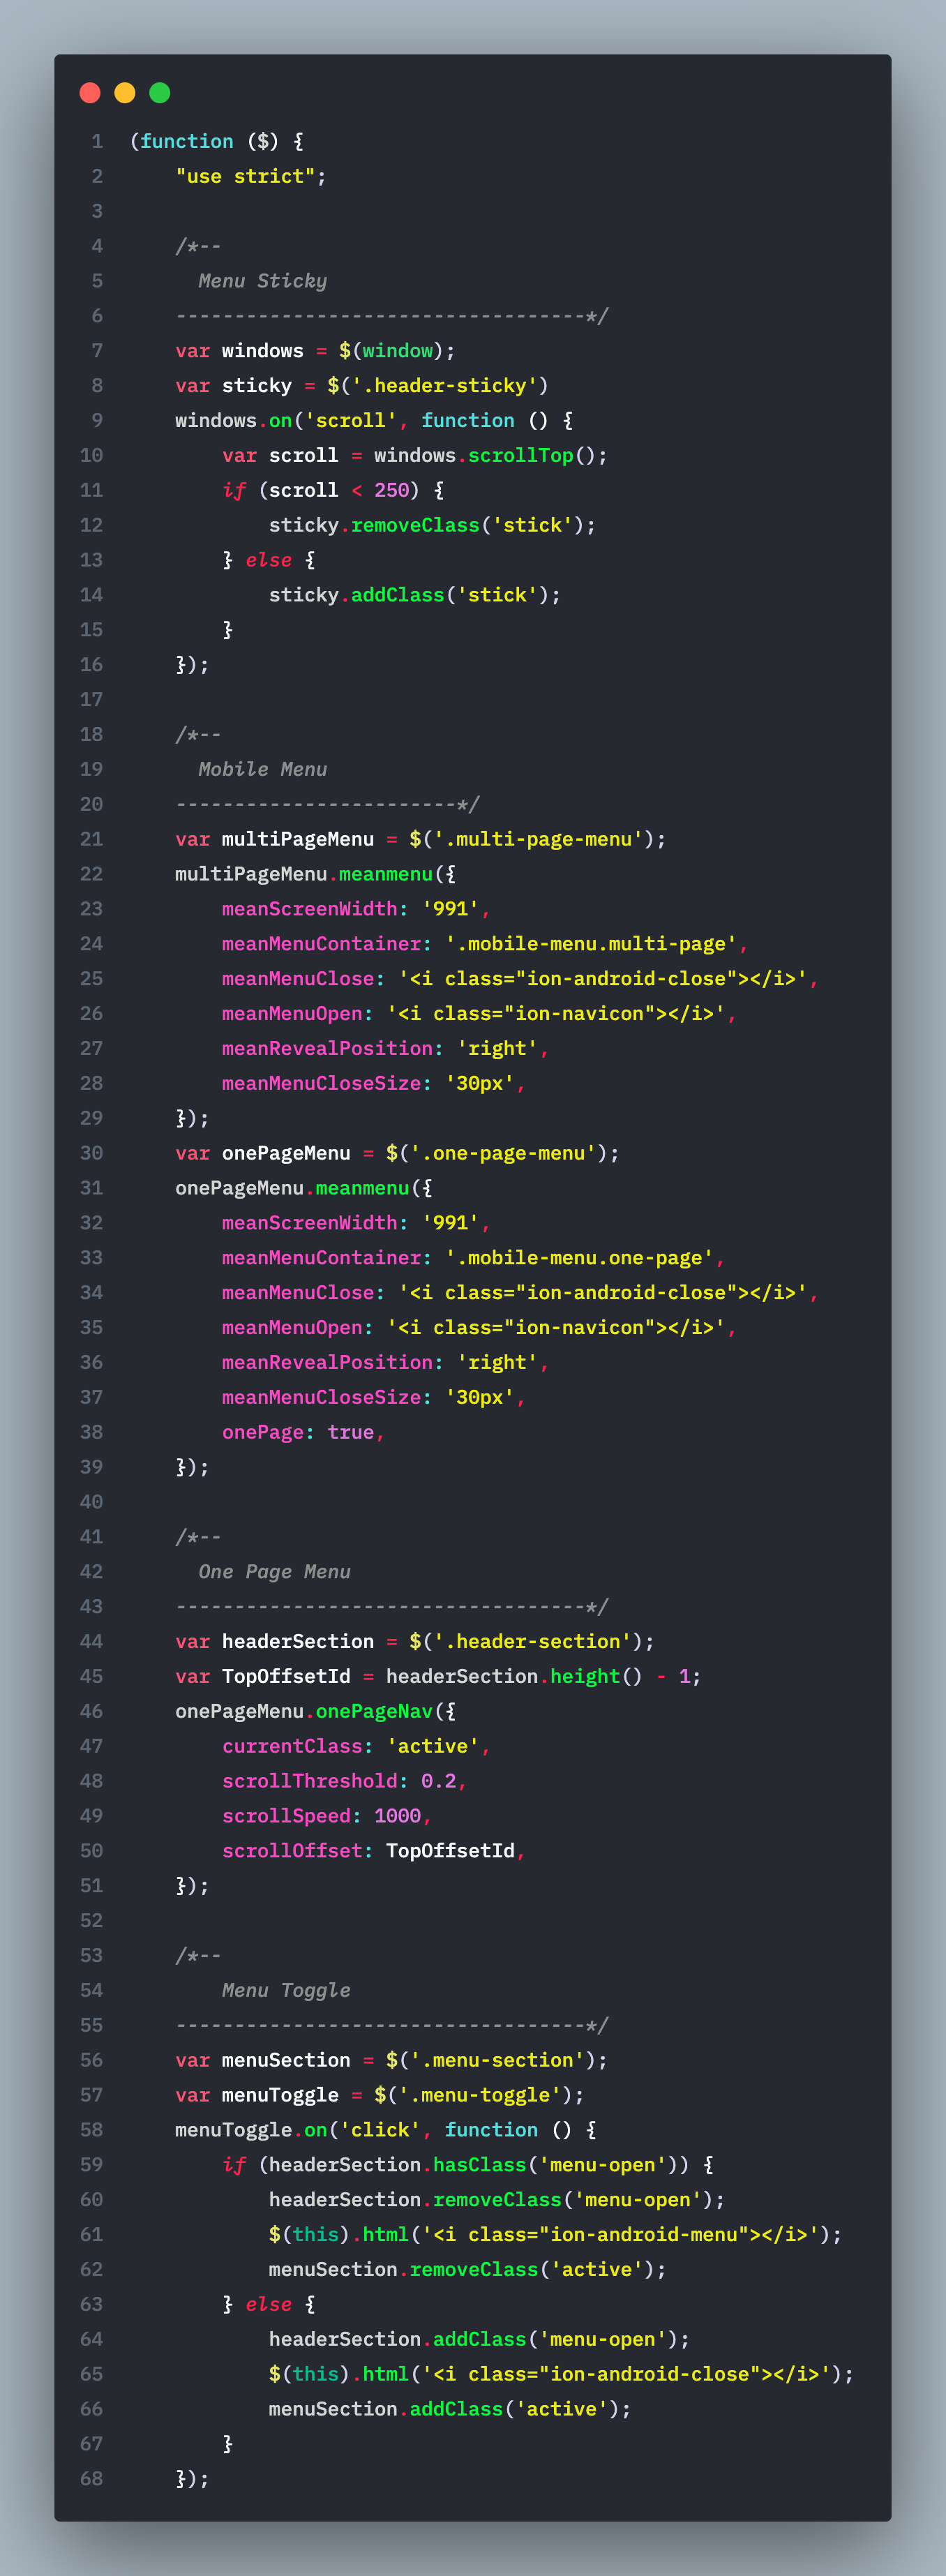 1 (function ($) {
2     "use strict";
3
4     /*--
5       Menu Sticky
6     -----------------------------------*/
7     var windows = $(window);
8     var sticky = $('.header-sticky')
9     windows.on('scroll', function () {
10         var scroll = windows.scrollTop();
11         if (scroll < 250) {
12             sticky.removeClass('stick');
13         } else {
14             sticky.addClass('stick');
15         }
16     });
17
18     /*--
19       Mobile Menu
20     ------------------------*/
21     var multiPageMenu = $('.multi-page-menu');
22     multiPageMenu.meanmenu({
23         meanScreenWidth: '991',
24         meanMenuContainer: '.mobile-menu.multi-page',
25         meanMenuClose: '<i class="ion-android-close"></i>',
26         meanMenuOpen: '<i class="ion-navicon"></i>',
27         meanRevealPosition: 'right',
28         meanMenuCloseSize: '30px',
29     });
30     var onePageMenu = $('.one-page-menu');
31     onePageMenu.meanmenu({
32         meanScreenWidth: '991',
33         meanMenuContainer: '.mobile-menu.one-page',
34         meanMenuClose: '<i class="ion-android-close"></i>',
35         meanMenuOpen: '<i class="ion-navicon"></i>',
36         meanRevealPosition: 'right',
37         meanMenuCloseSize: '30px',
38         onePage: true,
39     });
40
41     /*--
42       One Page Menu
43     -----------------------------------*/
44     var headerSection = $('.header-section');
45     var TopOffsetId = headerSection.height() - 1;
46     onePageMenu.onePageNav({
47         currentClass: 'active',
48         scrollThreshold: 0.2,
49         scrollSpeed: 1000,
50         scrollOffset: TopOffsetId,
51     });
52
53     /*--
54         Menu Toggle
55     -----------------------------------*/
56     var menuSection = $('.menu-section');
57     var menuToggle = $('.menu-toggle');
58     menuToggle.on('click', function () {
59         if (headerSection.hasClass('menu-open')) {
60             headerSection.removeClass('menu-open');
61             $(this).html('<i class="ion-android-menu"></i>');
62             menuSection.removeClass('active');
63         } else {
64             headerSection.addClass('menu-open');
65             $(this).html('<i class="ion-android-close"></i>');
66             menuSection.addClass('active');
67         }
68     });